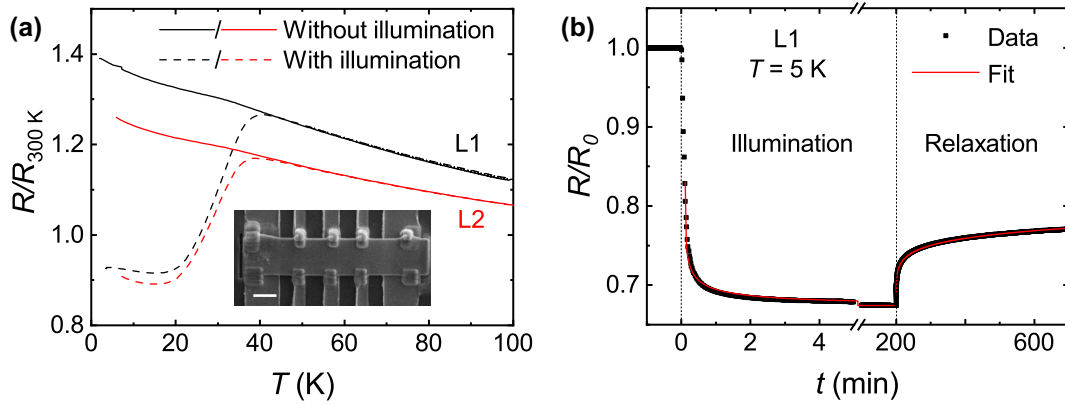 (a)
1.4
1.2
1.0
0.8
R/R300 K
Without illumination
With illumination
L1
L2
0 20 40 60 80 100
T (K)
(b)
1.0
0.9
0.8
0.7
R/R0
L1
T = 5 K
Data
Fit
Illumination
Relaxation
0 2 4 200 400 600
t (min)